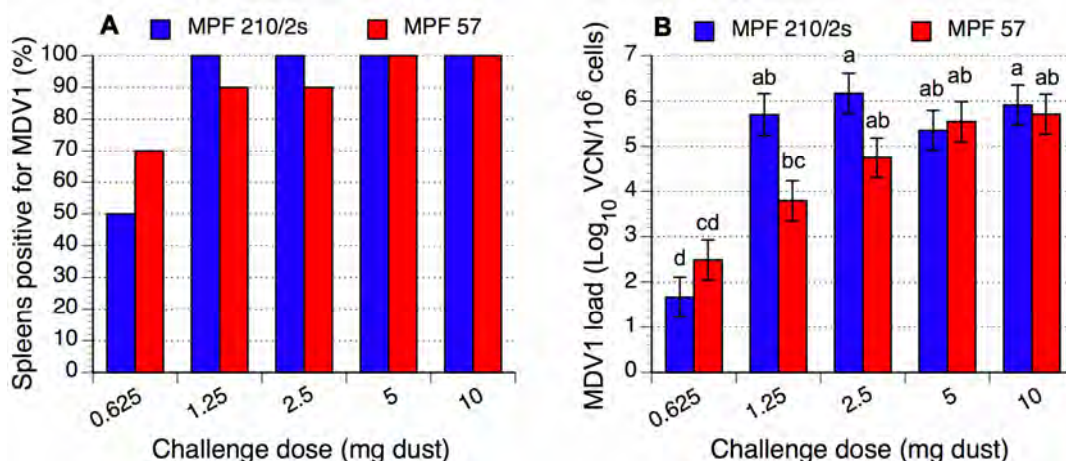 A
MPF 210/2s
MPF 57
Spleens positive for MDV1 (%)
100
90
80
70
60
50
40
30
20
10
0
0.625
1.25
2.5
5
10
Challenge dose (mg dust)
B
MPF 210/2s
MPF 57
MDV1 load (Log₁₀ VCN/10⁶ cells)
7
6
5
4
3
2
1
0
d
cd
ab
bc
a
ab
ab
ab
a
ab
0.625
1.25
2.5
5
10
Challenge dose (mg dust)